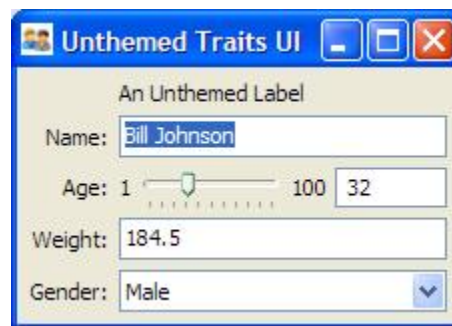 Unthemed Traits UI
An Unthemed Label
Name: Bill Johnson
Age: 1 100 32
Weight: 184.5
Gender: Male